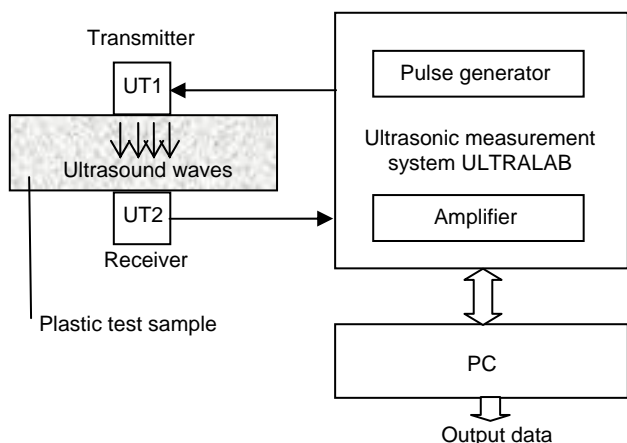 Transmitter
UT1
Ultrasound waves
UT2
Receiver
Plastic test sample
Pulse generator
Ultrasonic measurement
system ULTRALAB
Amplifier
PC
Output data